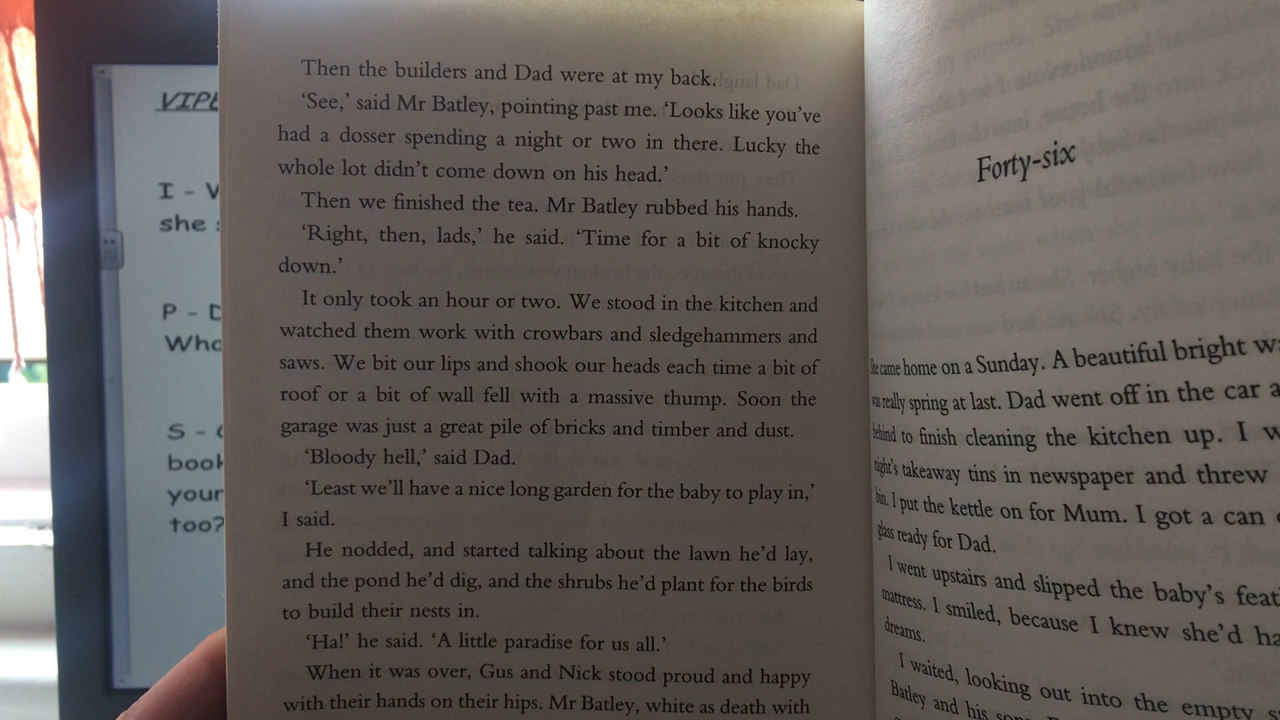 VIPE
I - V
she s
P - D
Who
S -
book
your
too?
Then the builders and Dad were at my back.
‘See,’ said Mr Batley, pointing past me. ‘Looks like you’ve
had a dosser spending a night or two in there. Lucky the
whole lot didn’t come down on his head.’
Then we finished the tea. Mr Batley rubbed his hands.
‘Right, then, lads,’ he said. ‘Time for a bit of knocky
down.’
It only took an hour or two. We stood in the kitchen and
watched them work with crowbars and sledgehammers and
saws. We bit our lips and shook our heads each time a bit of
roof or a bit of wall fell with a massive thump. Soon the
garage was just a great pile of bricks and timber and dust.
‘Bloody hell,’ said Dad.
‘Least we’ll have a nice long garden for the baby to play in,’
I said.
He nodded, and started talking about the lawn he’d lay,
and the pond he’d dig, and the shrubs he’d plant for the birds
to build their nests in.
‘Ha!’ he said. ‘A little paradise for us all.’
When it was over, Gus and Nick stood proud and happy
with their hands on their hips. Mr Batley, white as death with
Forty-six
She came home on a Sunday. A beautiful bright wa
was really spring at last. Dad went off in the car a
behind to finish cleaning the kitchen up. I w
night’s takeaway tins in newspaper and threw
bin. I put the kettle on for Mum. I got a can
glass ready for Dad.
I went upstairs and slipped the baby’s feat
mattress. I smiled, because I knew she’d ha
dreams.
I waited, looking out into the empty
Batley and his